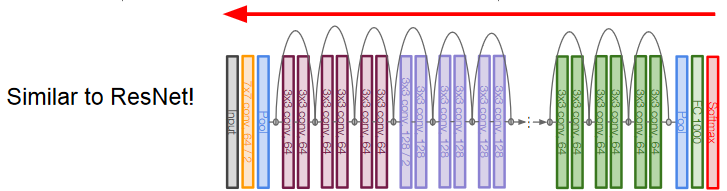 Similar to ResNet!
Input
7x7 conv, 64 / 2
Pool
3x3 conv, 64
3x3 conv, 64
3x3 conv, 64
3x3 conv, 64
3x3 conv, 64
3x3 conv, 64
3x3 conv, 128 / 2
3x3 conv, 128
3x3 conv, 128
3x3 conv, 128
3x3 conv, 128
3x3 conv, 128
...
3x3 conv, 64
3x3 conv, 64
3x3 conv, 64
3x3 conv, 64
3x3 conv, 64
3x3 conv, 64
Pool
FC 1000
Softmax